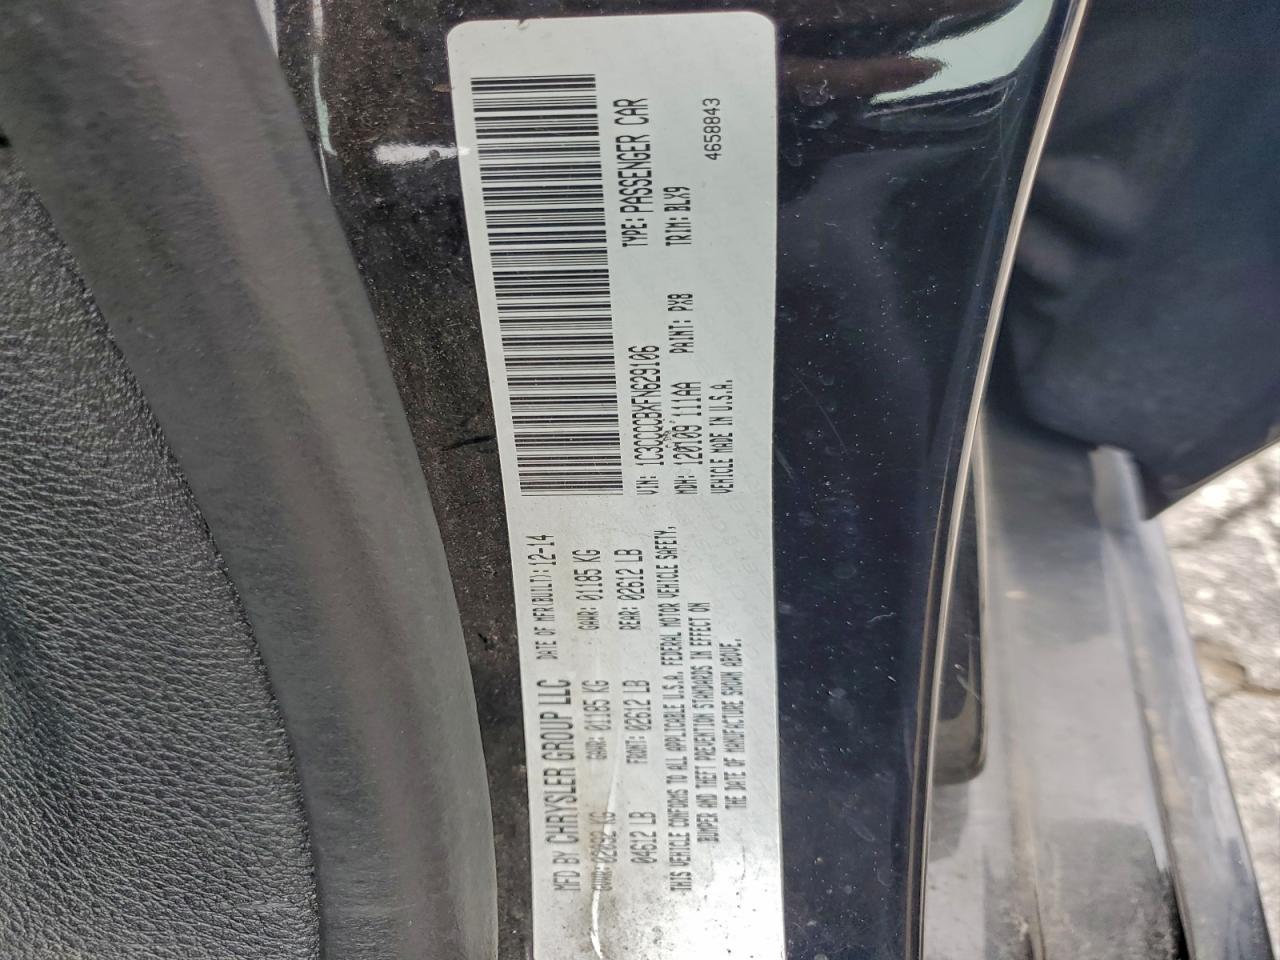 MFD BY CHRYSLER GROUP LLC DATE OF MFR(BUILT): 12-14
GVWR: 02092 KG GAWR: 01185 KG GAWR: 01185 KG
04612 LB FRONT: 02612 LB REAR: 02612 LB
THIS VEHICLE CONFORMS TO ALL APPLICABLE U.S.A. FEDERAL MOTOR VEHICLE SAFETY,
BUMPER AND THEFT PREVENTION STANDARDS IN EFFECT ON
THE DATE OF MANUFACTURE SHOWN ABOVE.
VIN: 1C3CCCCBXFN629106 TYPE: PASSENGER CAR
MDH: 120109 111AA PAINT: PX8 TRIM: BLX9
VEHICLE MADE IN U.S.A. 4658843